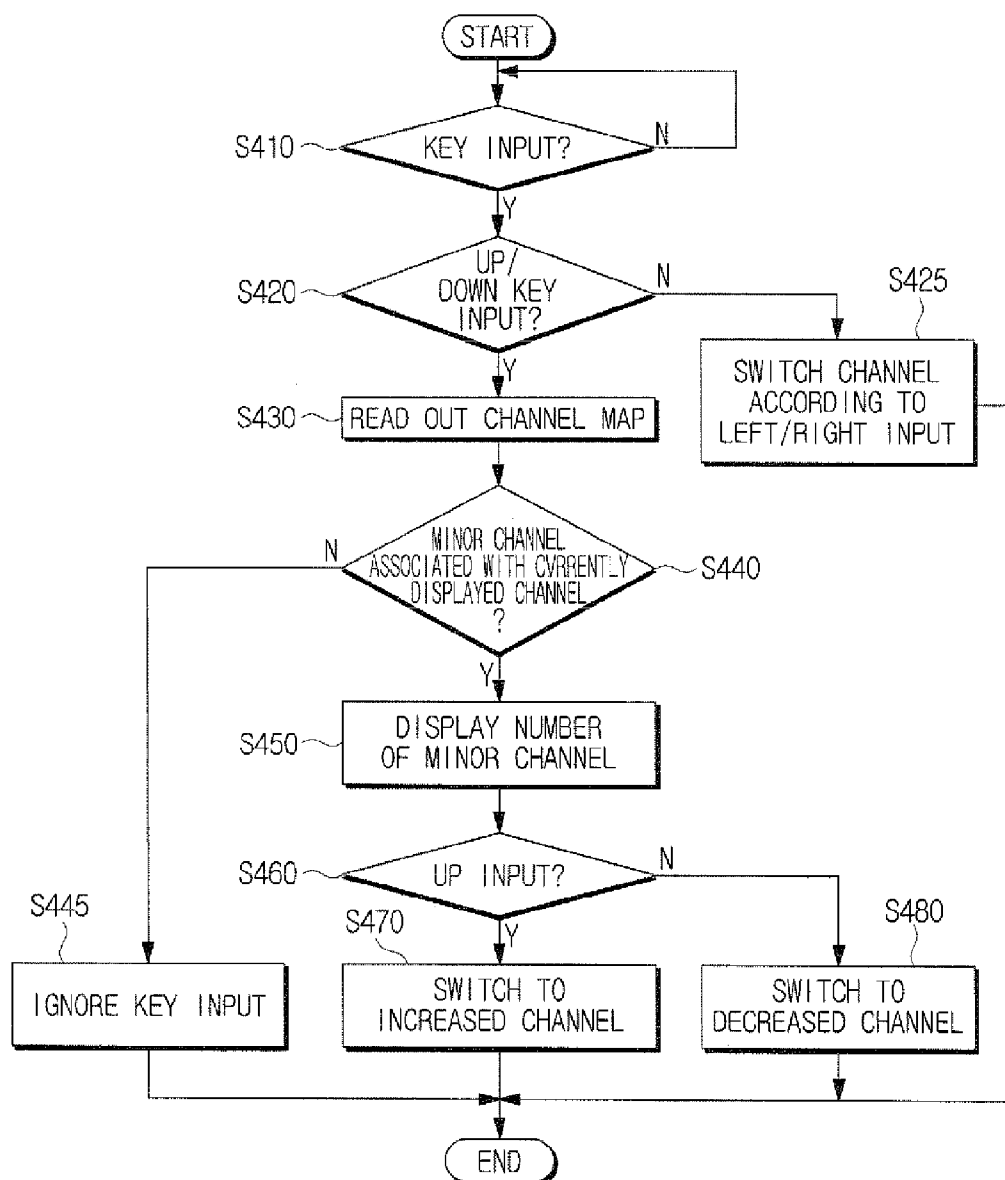 START
S410
KEY INPUT?
N
Y
S420
UP/
DOWN KEY
INPUT?
N
Y
S425
SWITCH CHANNEL
ACCORDING TO
LEFT/RIGHT INPUT
S430
READ OUT CHANNEL MAP
N
MINOR CHANNEL
ASSOCIATED WITH CVRRENTLY
DISPLAYED CHANNEL
?
S440
Y
S450
DISPLAY NUMBER
OF MINOR CHANNEL
S460
UP INPUT?
N
Y
S445
IGNORE KEY INPUT
S470
SWITCH TO
INCREASED CHANNEL
S480
SWITCH TO
DECREASED CHANNEL
END